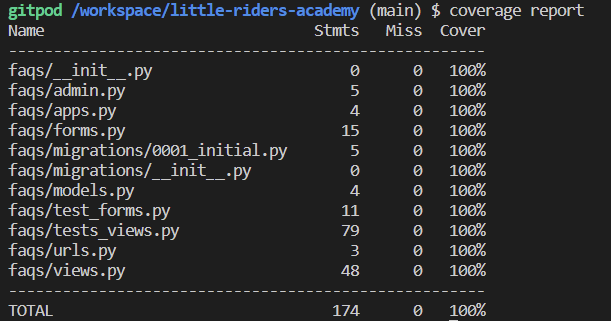 gitpod /workspace/little-riders-academy (main) $ coverage report
Name                              Stmts   Miss  Cover
-----------------------------------------------------
faqs/__init__.py                      0      0   100%
faqs/admin.py                         5      0   100%
faqs/apps.py                          4      0   100%
faqs/forms.py                        15      0   100%
faqs/migrations/0001_initial.py       5      0   100%
faqs/migrations/__init__.py           0      0   100%
faqs/models.py                        4      0   100%
faqs/test_forms.py                   11      0   100%
faqs/tests_views.py                  79      0   100%
faqs/urls.py                          3      0   100%
faqs/views.py                        48      0   100%
-----------------------------------------------------
TOTAL                               174      0   100%